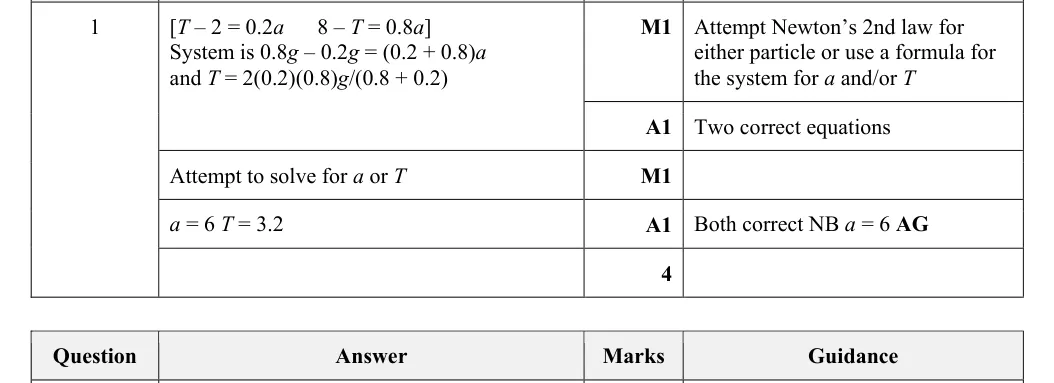 1
[T – 2 = 0.2a 8 – T = 0.8a]
System is 0.8g – 0.2g = (0.2 + 0.8)a
and T = 2(0.2)(0.8)g/(0.8 + 0.2)
M1
Attempt Newton’s 2nd law for
either particle or use a formula for
the system for a and/or T
A1
Two correct equations
Attempt to solve for a or T
M1
a = 6 T = 3.2
A1
Both correct NB a = 6 AG
4
Question Answer Marks Guidance